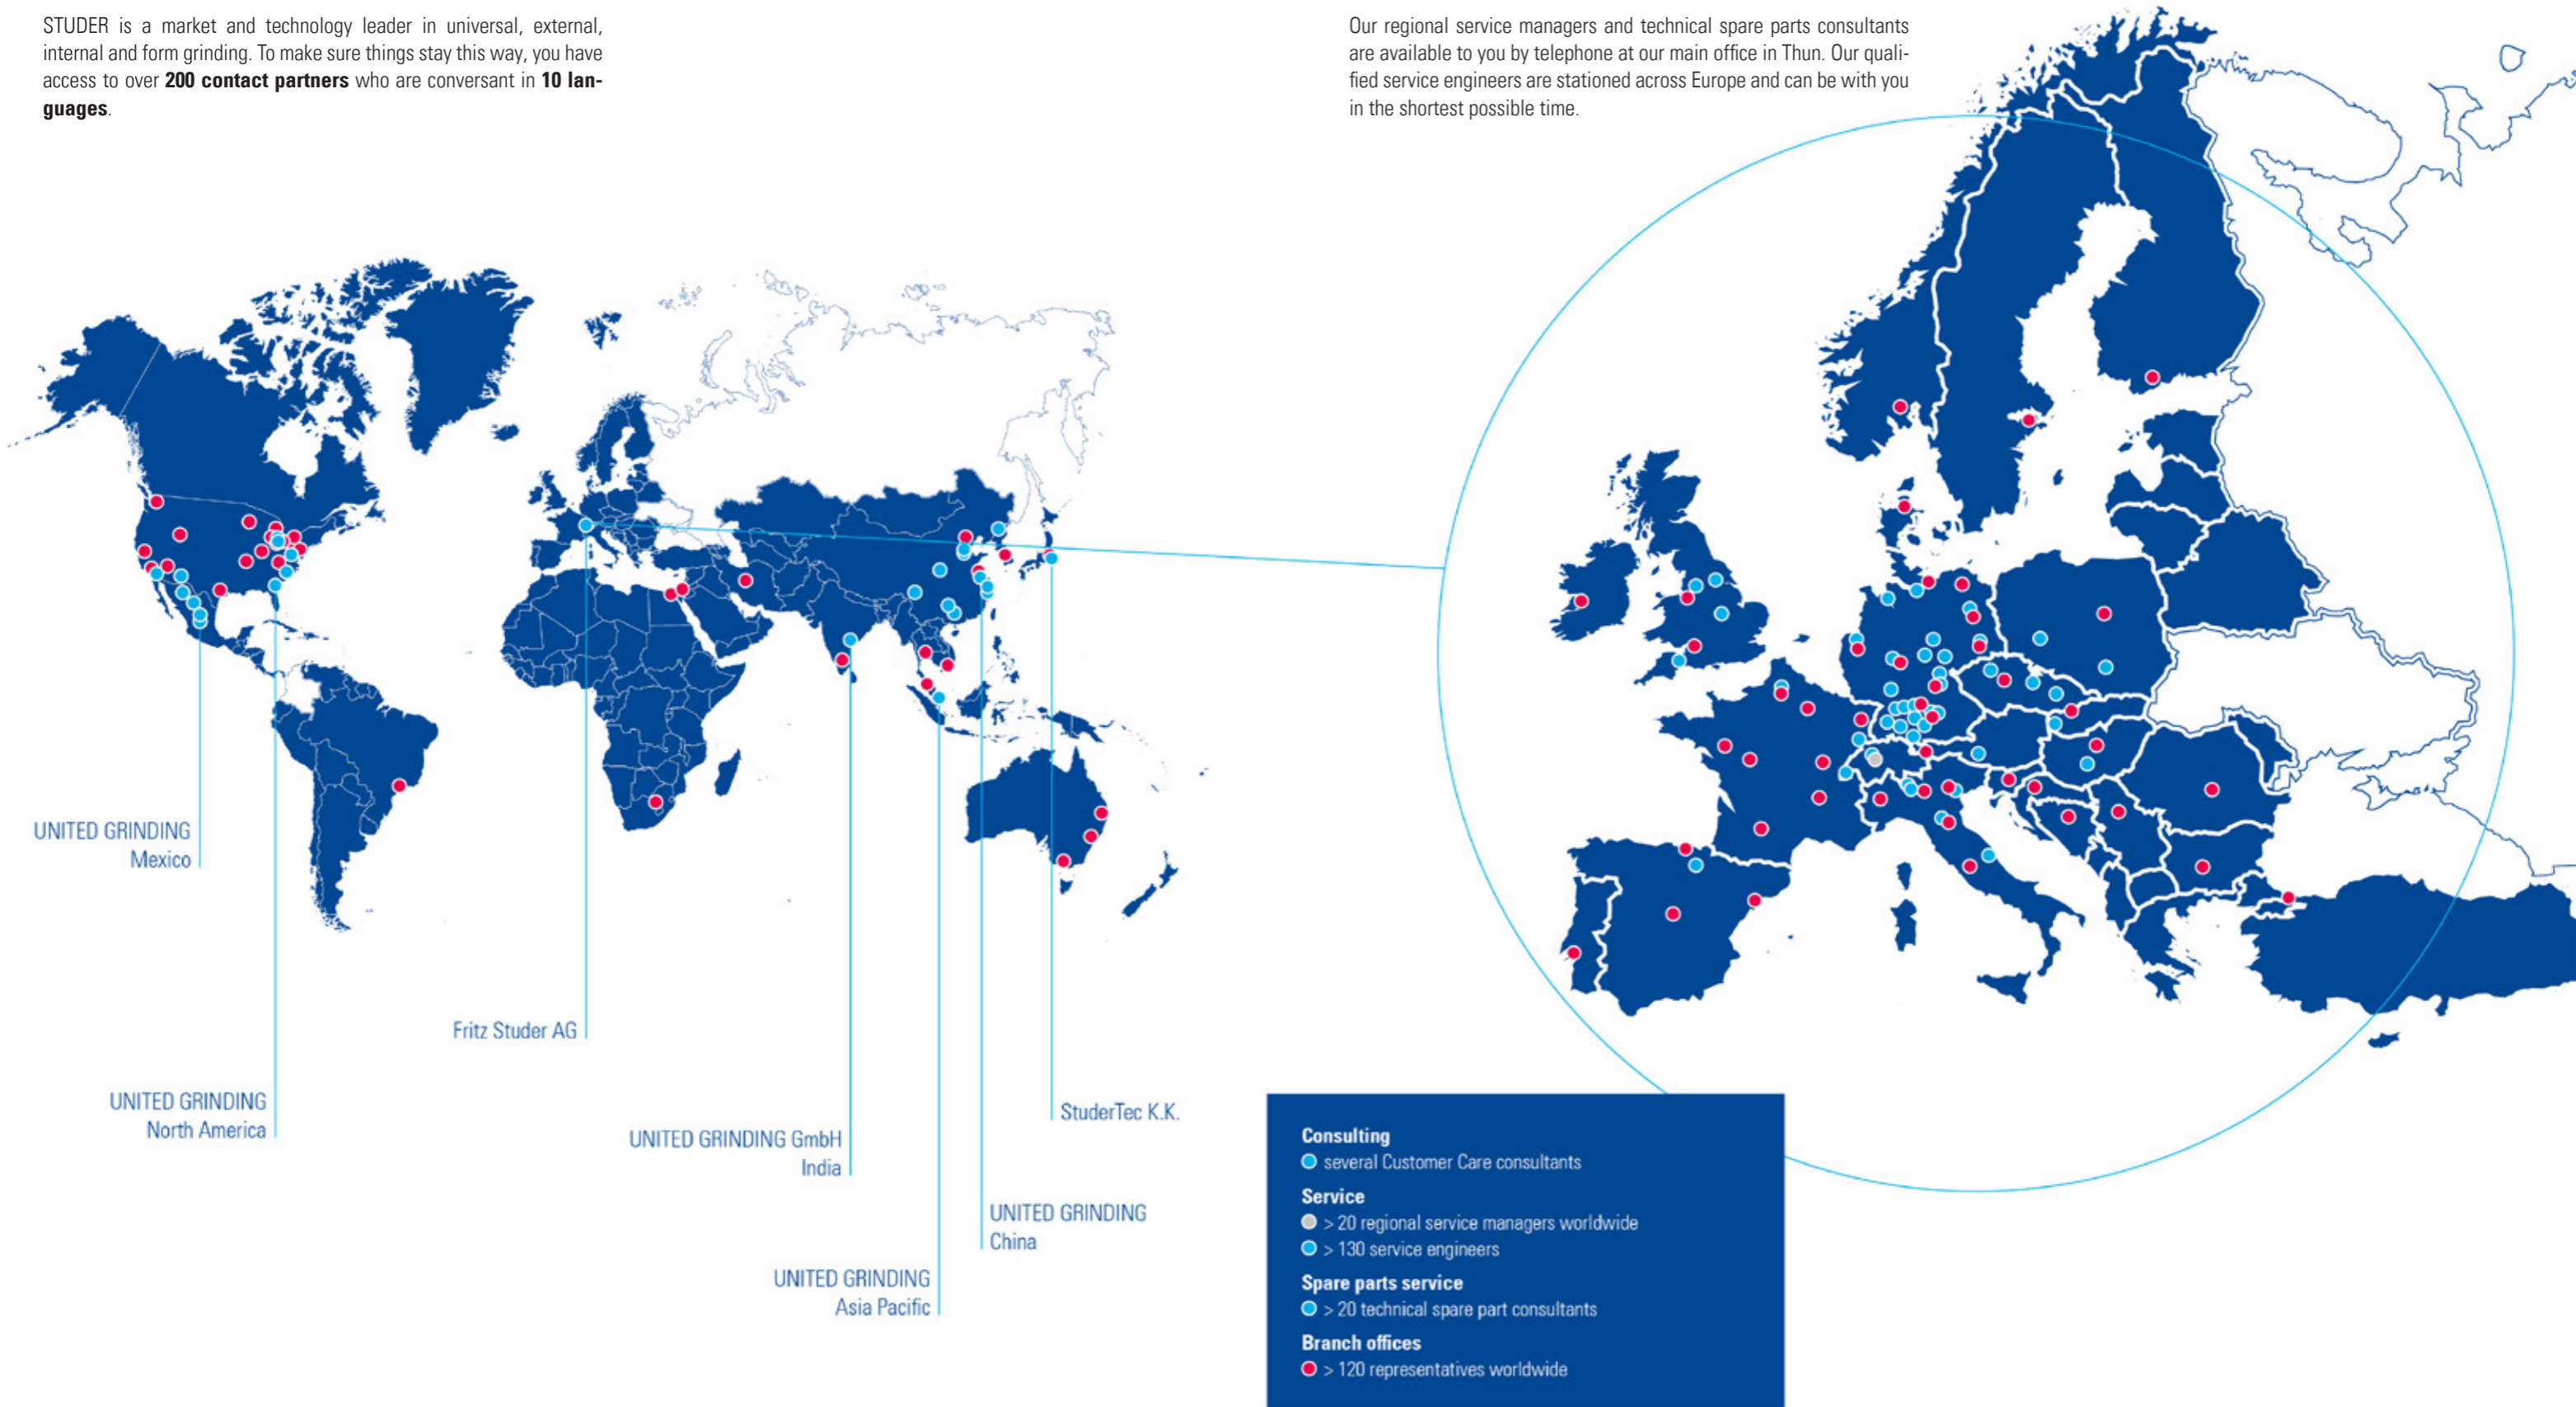 STUDER is a market and technology leader in universal, external,
internal and form grinding. To make sure things stay this way, you have
access to over 200 contact partners who are conversant in 10 lan-
guages.
Our regional service managers and technical spare parts consultants
are available to you by telephone at our main office in Thun. Our quali-
fied service engineers are stationed across Europe and can be with you
in the shortest possible time.
UNITED GRINDING
Mexico
Fritz Studer AG
UNITED GRINDING
North America
UNITED GRINDING GmbH
India
StuderTec K.K.
UNITED GRINDING
China
UNITED GRINDING
Asia Pacific
Consulting
several Customer Care consultants
Service
> 20 regional service managers worldwide
> 130 service engineers
Spare parts service
> 20 technical spare part consultants
Branch offices
> 120 representatives worldwide